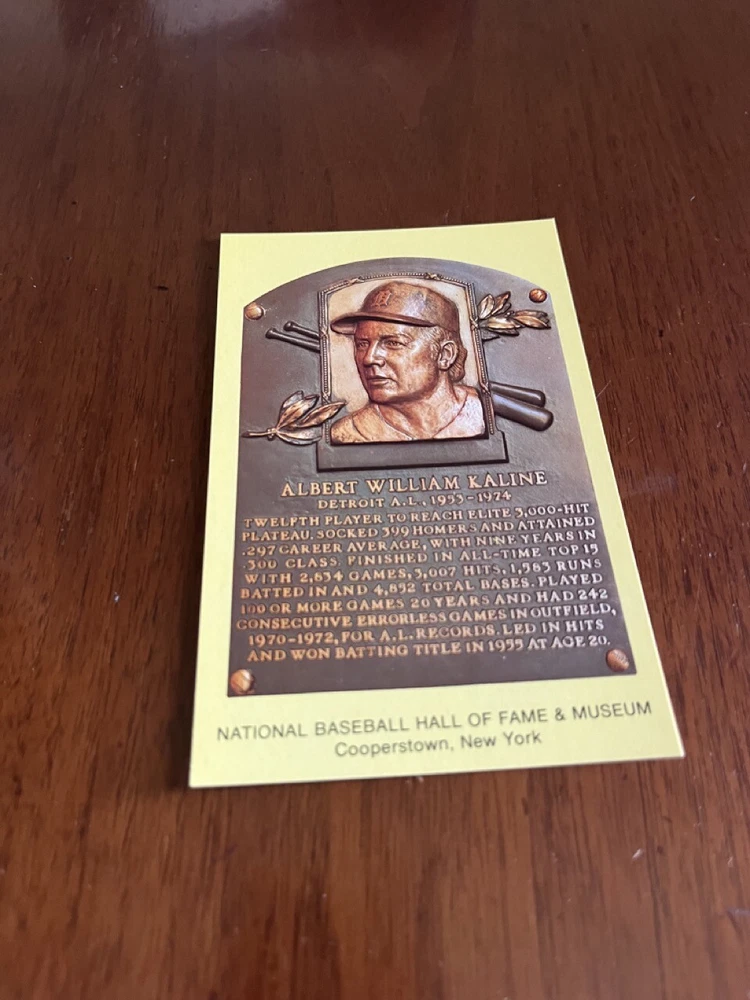 D
ALBERT WILLIAM KALINE
DETROIT A.L., 1953-1974
TWELFTH PLAYER TO REACH ELITE 3,000-HIT
PLATEAU. SOCKED 399 HOMERS AND ATTAINED
.297 CAREER AVERAGE, WITH NINE YEARS IN
.300 CLASS. FINISHED IN ALL-TIME TOP 15
WITH 2,834 GAMES, 3,007 HITS, 1,583 RUNS
BATTED IN AND 4,852 TOTAL BASES. PLAYED
100 OR MORE GAMES 20 YEARS AND HAD 242
CONSECUTIVE ERRORLESS GAMES IN OUTFIELD,
1970-1972, FOR A.L. RECORDS. LED IN HITS
AND WON BATTING TITLE IN 1955 AT AGE 20.
NATIONAL BASEBALL HALL OF FAME & MUSEUM
Cooperstown, New York